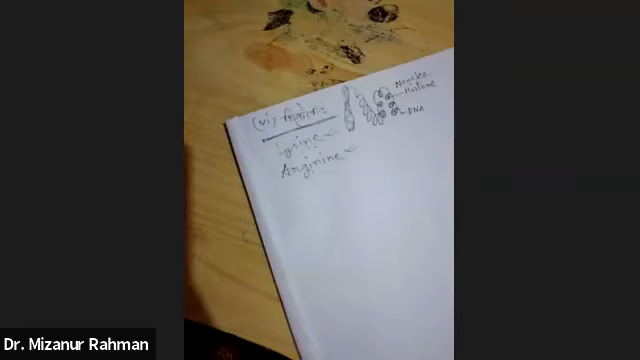 (vi) হিস্টোন:
Lysine
Arginine
Histone
DNA
Dr. Mizanur Rahman